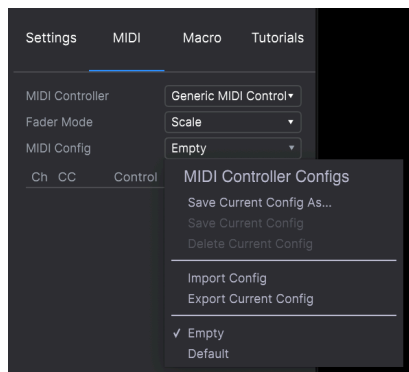 Settings MIDI Macro Tutorials
MIDI Controller Generic MIDI Control
Fader Mode Scale
MIDI Config Empty
Ch CC Control
MIDI Controller Configs
Save Current Config As...
Save Current Config
Delete Current Config
Import Config
Export Current Config
✓ Empty
Default